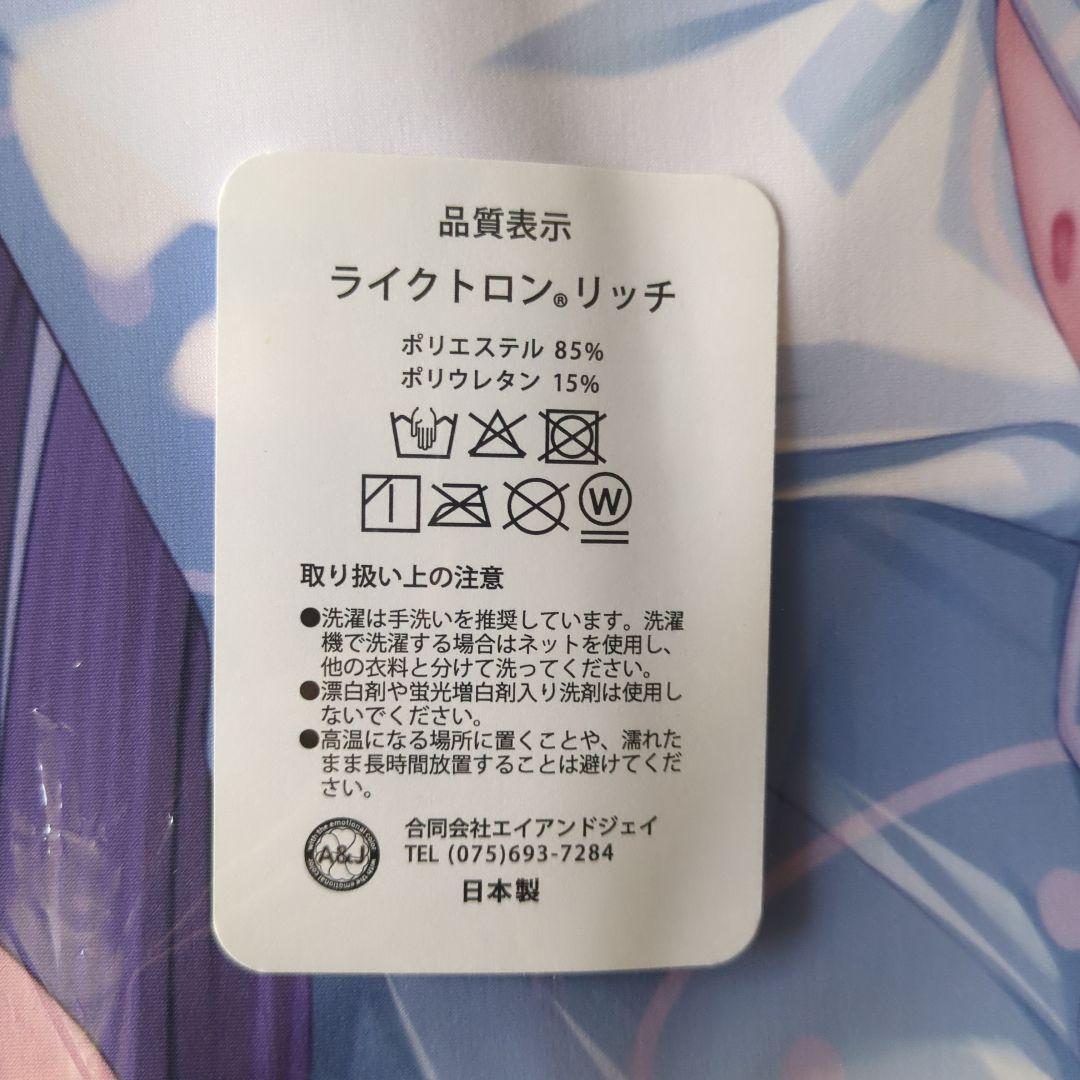 品質表示
ライクトロン®リッチ
ポリエステル 85%
ポリウレタン 15%
W
取り扱い上の注意
●洗濯は手洗いを推奨しています。洗濯
機で洗濯する場合はネットを使用し、
他の衣料と分けて洗ってください。
●漂白剤や蛍光増白剤入り洗剤は使用し
ないでください。
●高温になる場所に置くことや、濡れた
まま長時間放置することは避けてくだ
さい。
with the emotional color
A&J
with the emotional color
合同会社エイアンドジェイ
TEL (075)693-7284
日本製